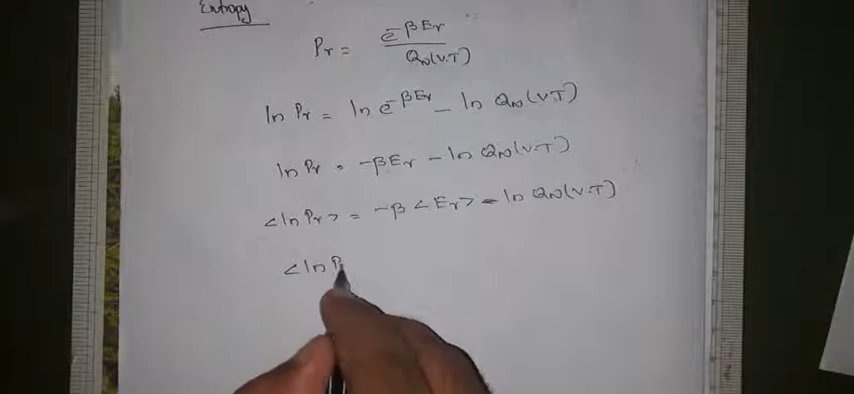 Entropy
Pr = e^-βEr / QN(V.T)
ln Pr = ln e^-βEr - ln QN(V.T)
ln Pr = -βEr - ln QN(V.T)
<ln Pr> = -β <Er> - ln QN(V.T)
<ln P